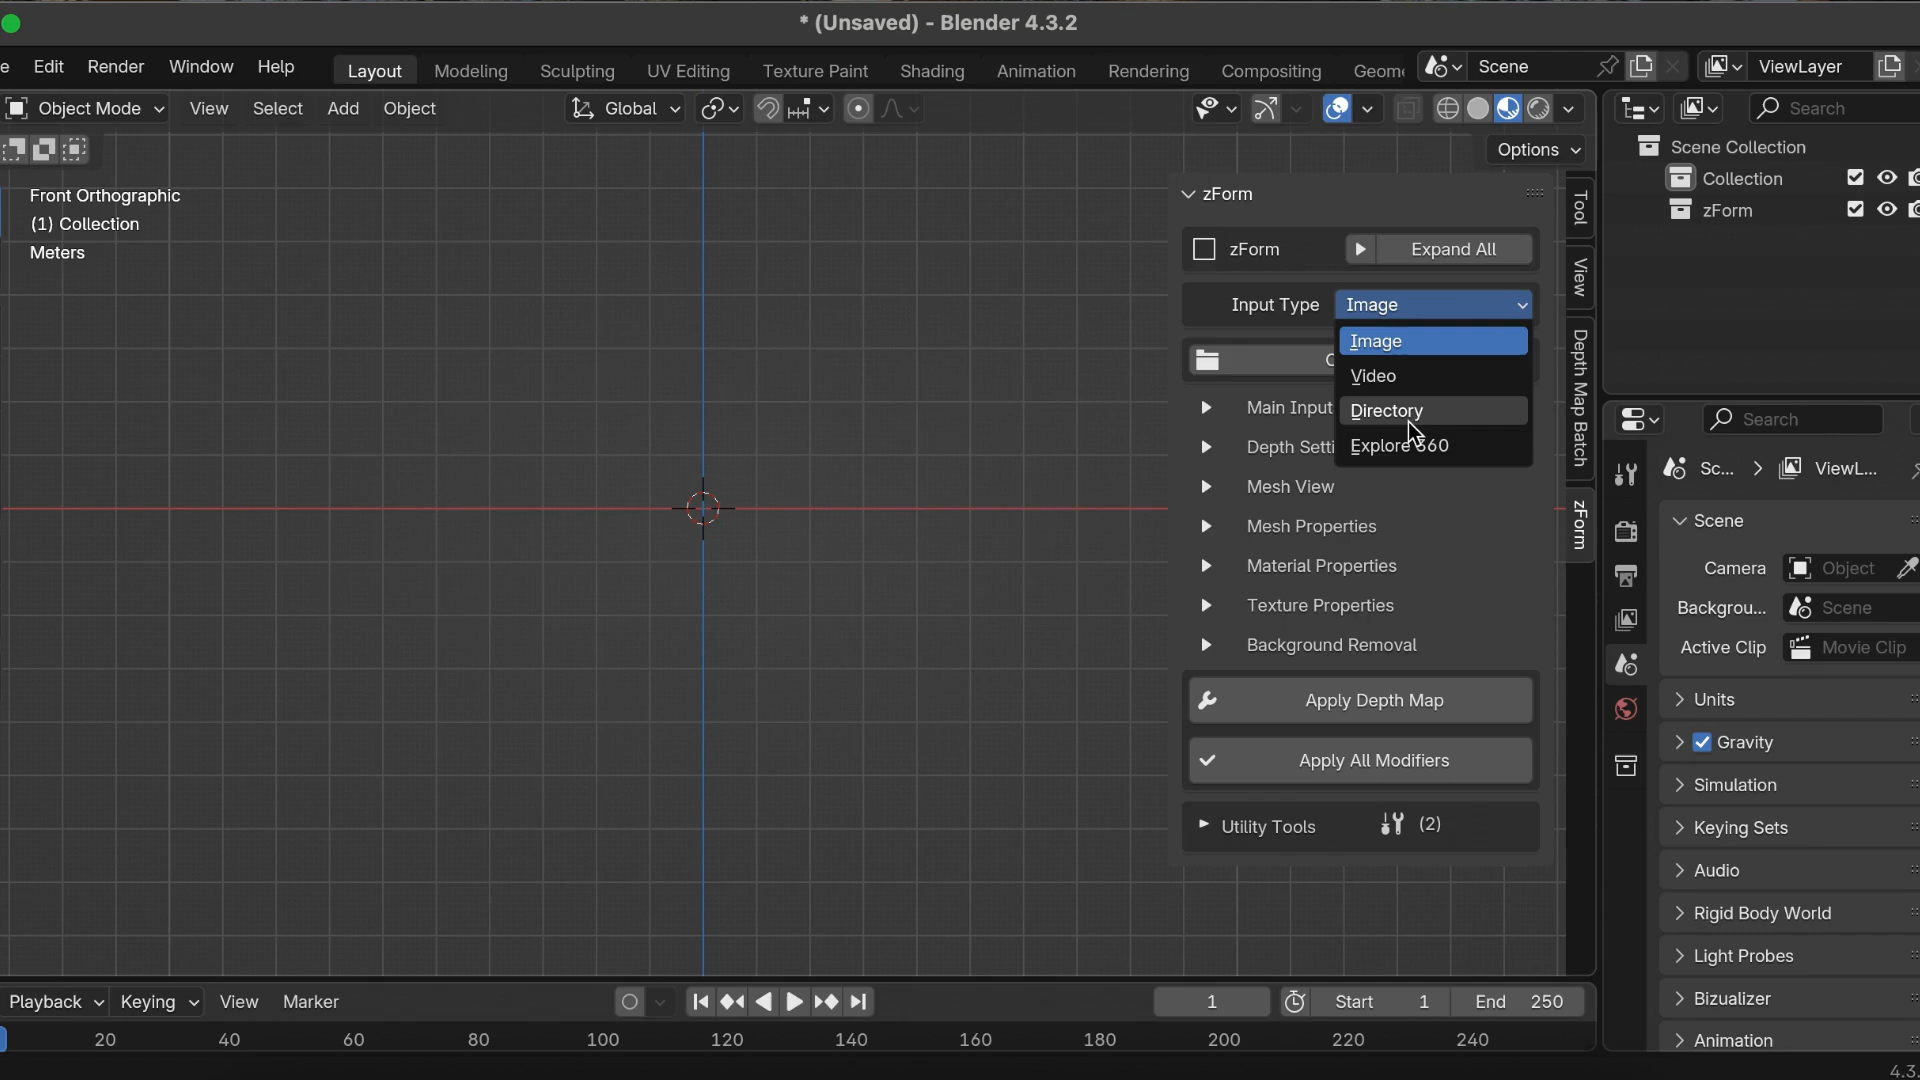 * (Unsaved) - Blender 4.3.2
e Edit Render Window Help Layout Modeling Sculpting UV Editing Texture Paint Shading Animation Rendering Compositing Geome Scene ViewLayer
Object Mode View Select Add Object Global Search
Options
Front Orthographic
(1) Collection
Meters
zForm
zForm Expand All
Input Type Image
Image
Video
Directory
Explore 360
Main Input
Depth Setti
Mesh View
Mesh Properties
Material Properties
Texture Properties
Background Removal
Apply Depth Map
Apply All Modifiers
Utility Tools (2)
Tool
View
Depth Map Batch
zForm
Scene Collection
Collection
zForm
Search
Sc... ViewL...
Scene
Camera Object
Backgrou... Scene
Active Clip Movie Clip
Units
Gravity
Simulation
Keying Sets
Audio
Rigid Body World
Light Probes
Bizualizer
Animation
Playback Keying View Marker 1 Start 1 End 250
20 40 60 80 100 120 140 160 180 200 220 240
4.3.